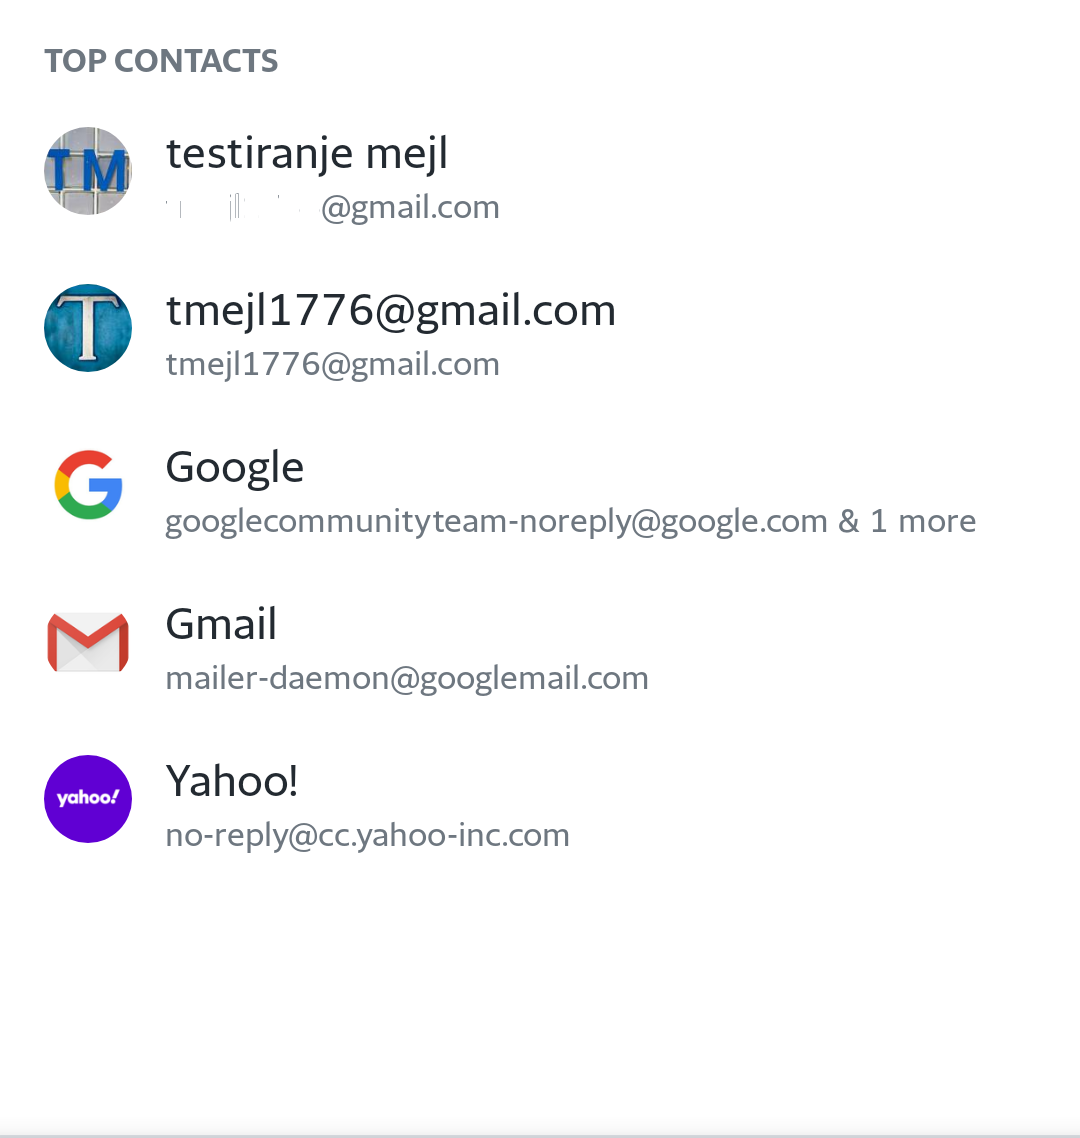 TOP CONTACTS
TM
testiranje mejl
@gmail.com
T
tmejl1776@gmail.com
tmejl1776@gmail.com
Google
googlecommunityteam-noreply@google.com & 1 more
Gmail
mailer-daemon@googlemail.com
yahoo!
Yahoo!
no-reply@cc.yahoo-inc.com